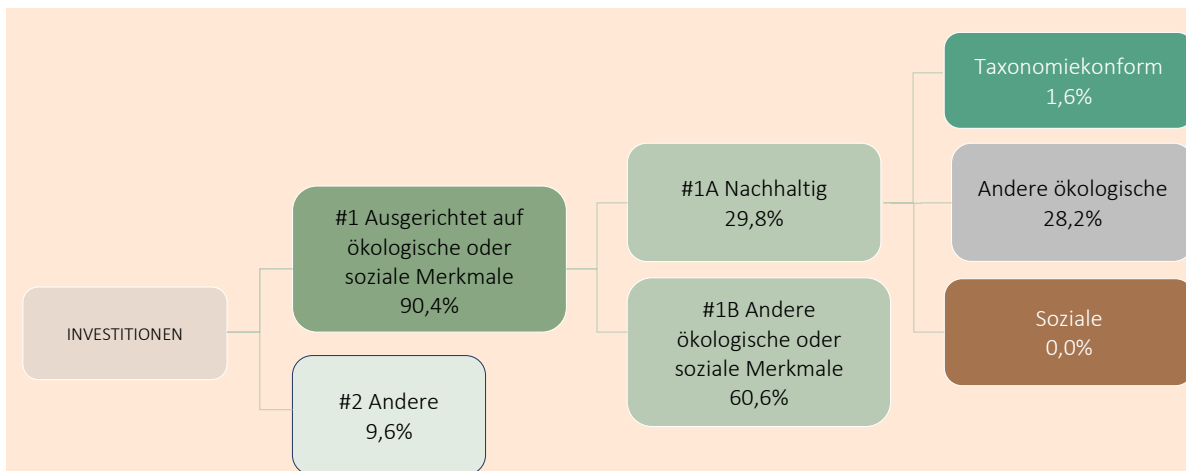 INVESTITIONEN
#1 Ausgerichtet auf
ökologische oder
soziale Merkmale
90,4%
#2 Andere
9,6%
#1A Nachhaltig
29,8%
#1B Andere
ökologische oder
soziale Merkmale
60,6%
Taxonomiekonform
1,6%
Andere ökologische
28,2%
Soziale
0,0%